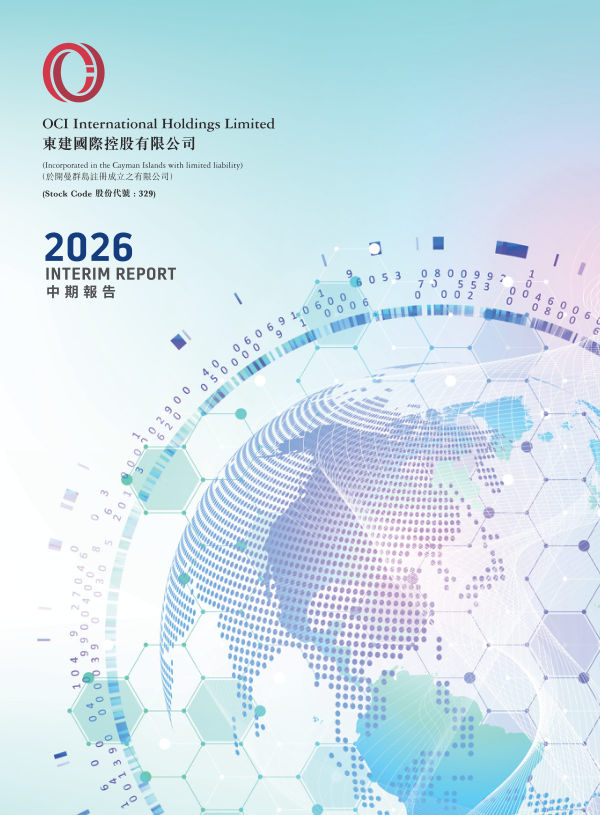 OCI International Holdings Limited
東建國際控股有限公司
(Incorporated in the Cayman Islands with limited liability)
(於開曼群島註冊成立之有限公司)
(Stock Code 股份代號 : 329)
2026
INTERIM REPORT
中期報告